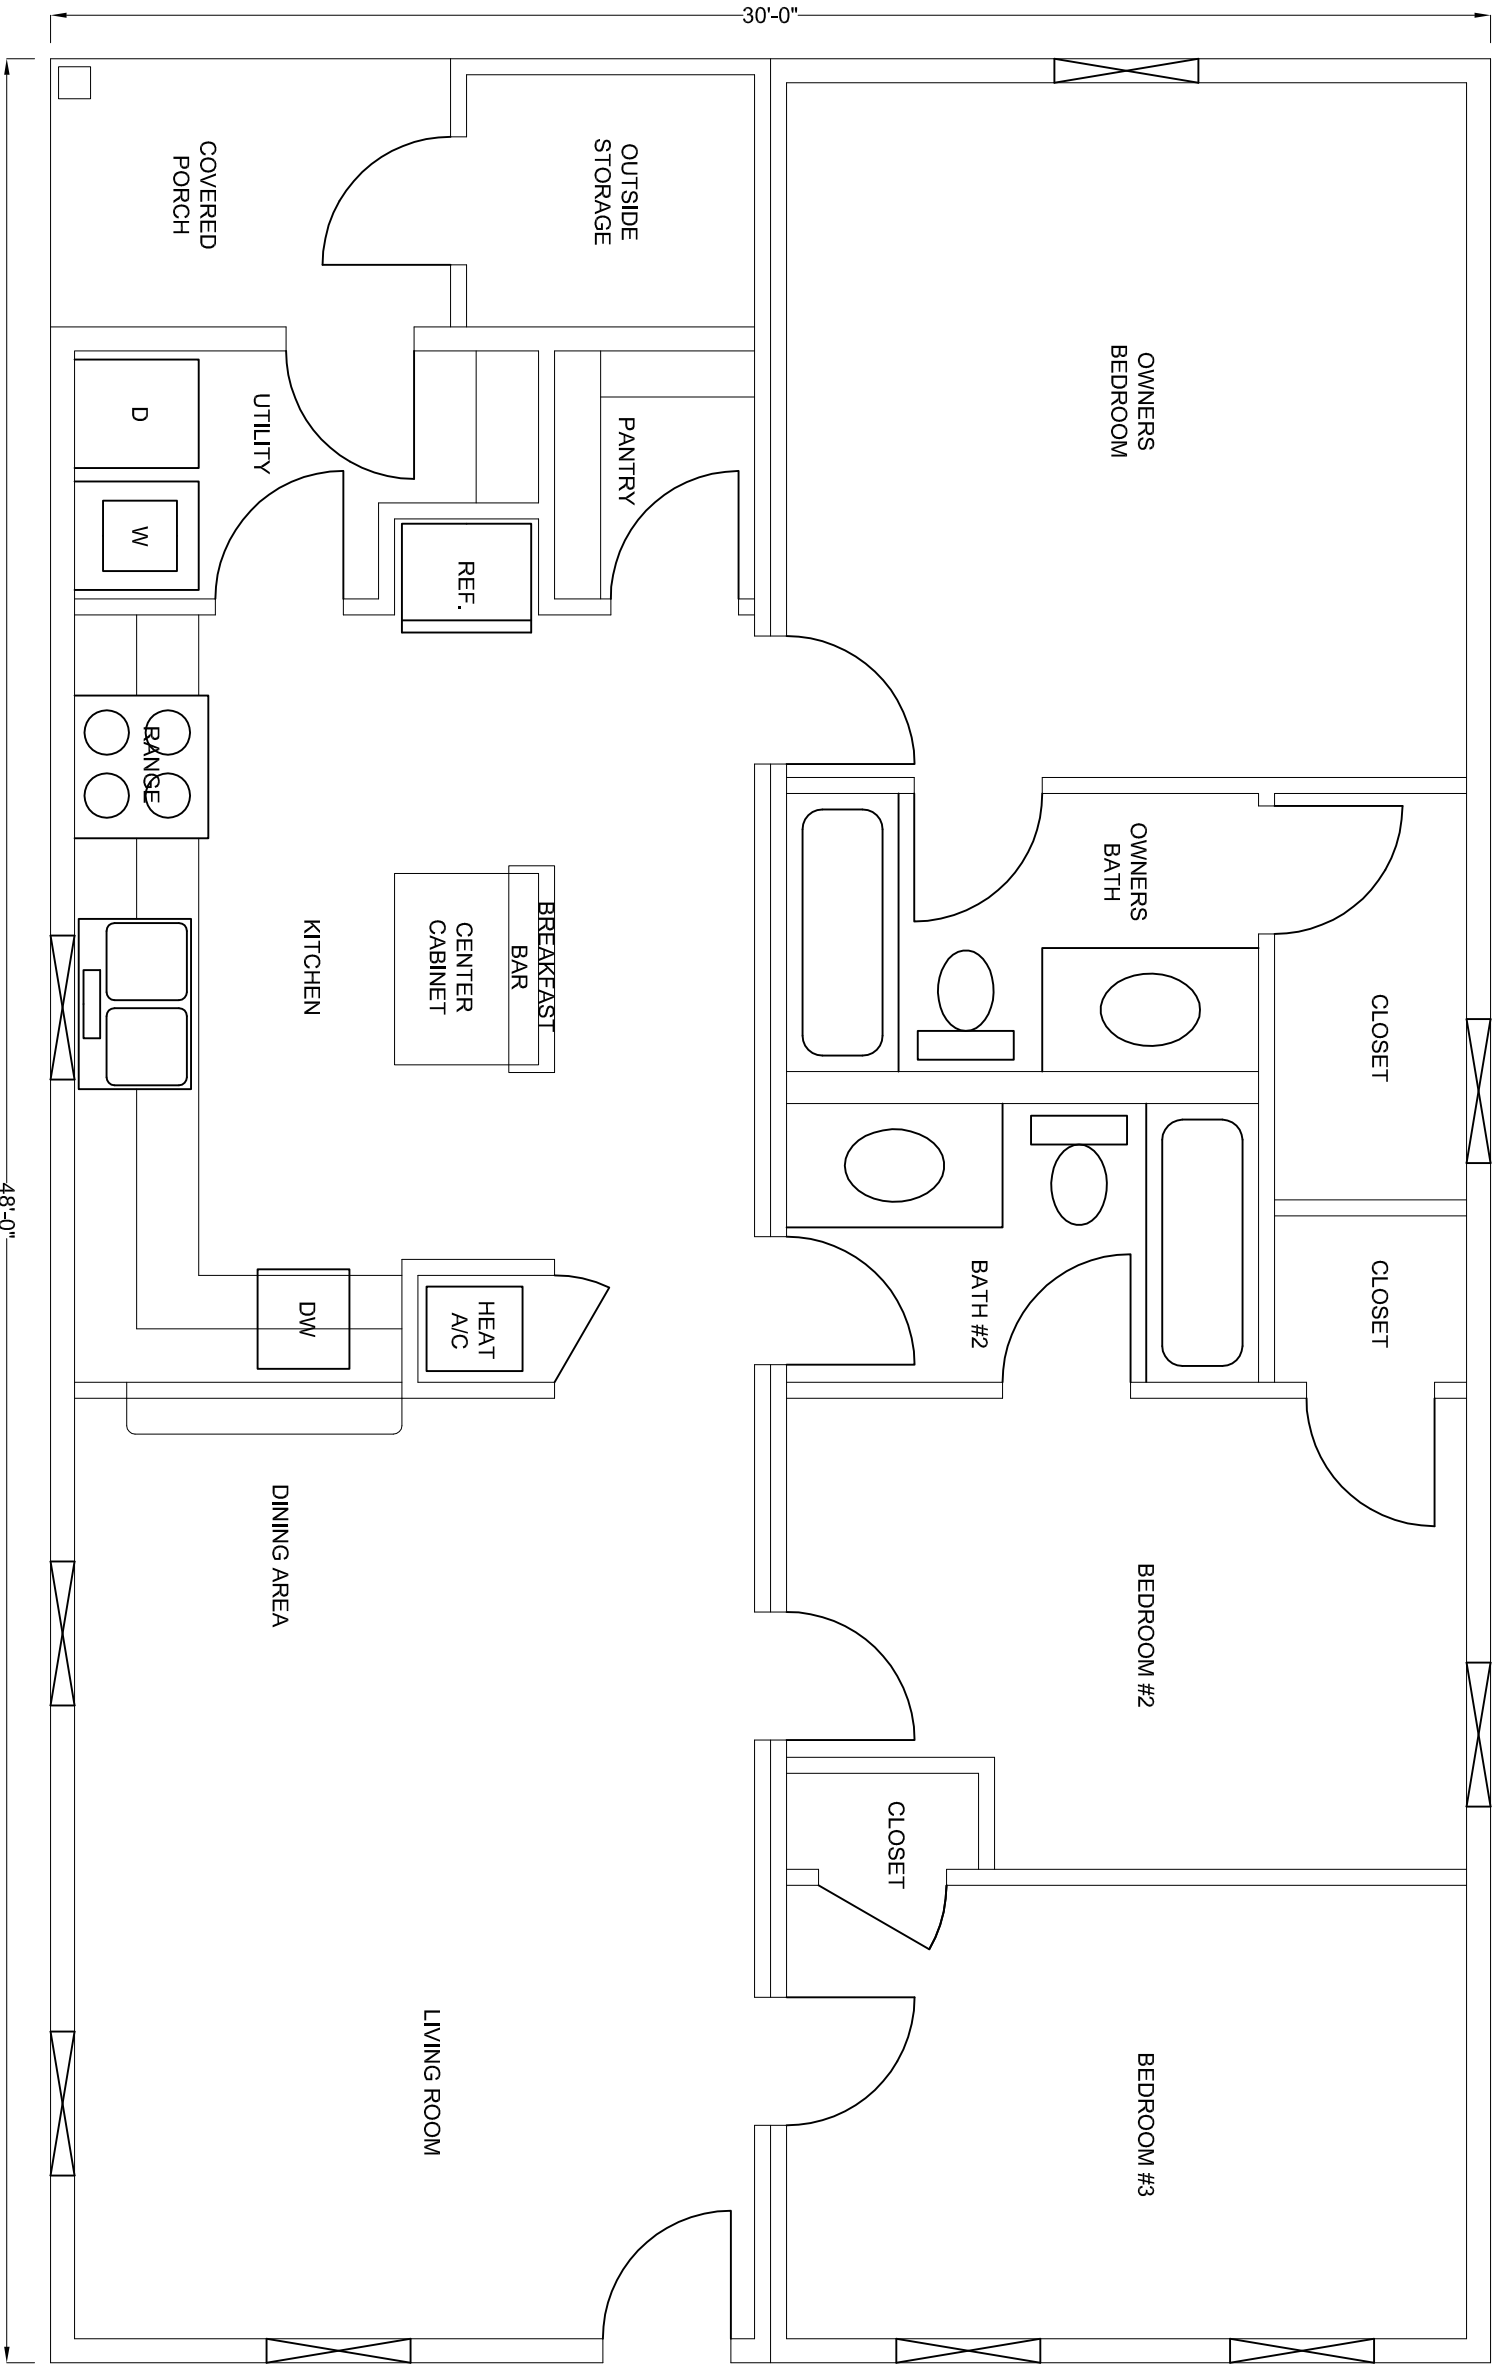 30'-0"
48'-0"
COVERED
PORCH
OUTSIDE
STORAGE
OWNERS
BEDROOM
D
W
UTILITY
PANTRY
REF.
RANGE
KITCHEN
CENTER
CABINET
BREAKFAST
BAR
OWNERS
BATH
CLOSET
DW
HEAT
A/C
BATH #2
CLOSET
DINING AREA
BEDROOM #2
CLOSET
LIVING ROOM
BEDROOM #3